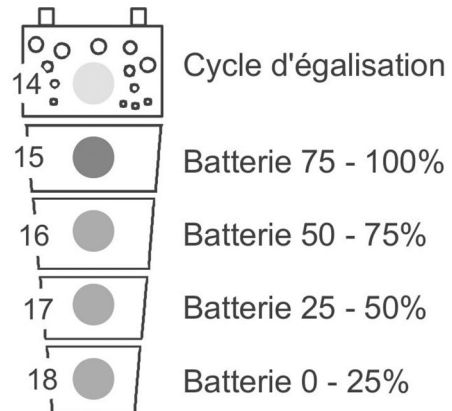 14 Cycle d'égalisation
15 Batterie 75 - 100%
16 Batterie 50 - 75%
17 Batterie 25 - 50%
18 Batterie 0 - 25%